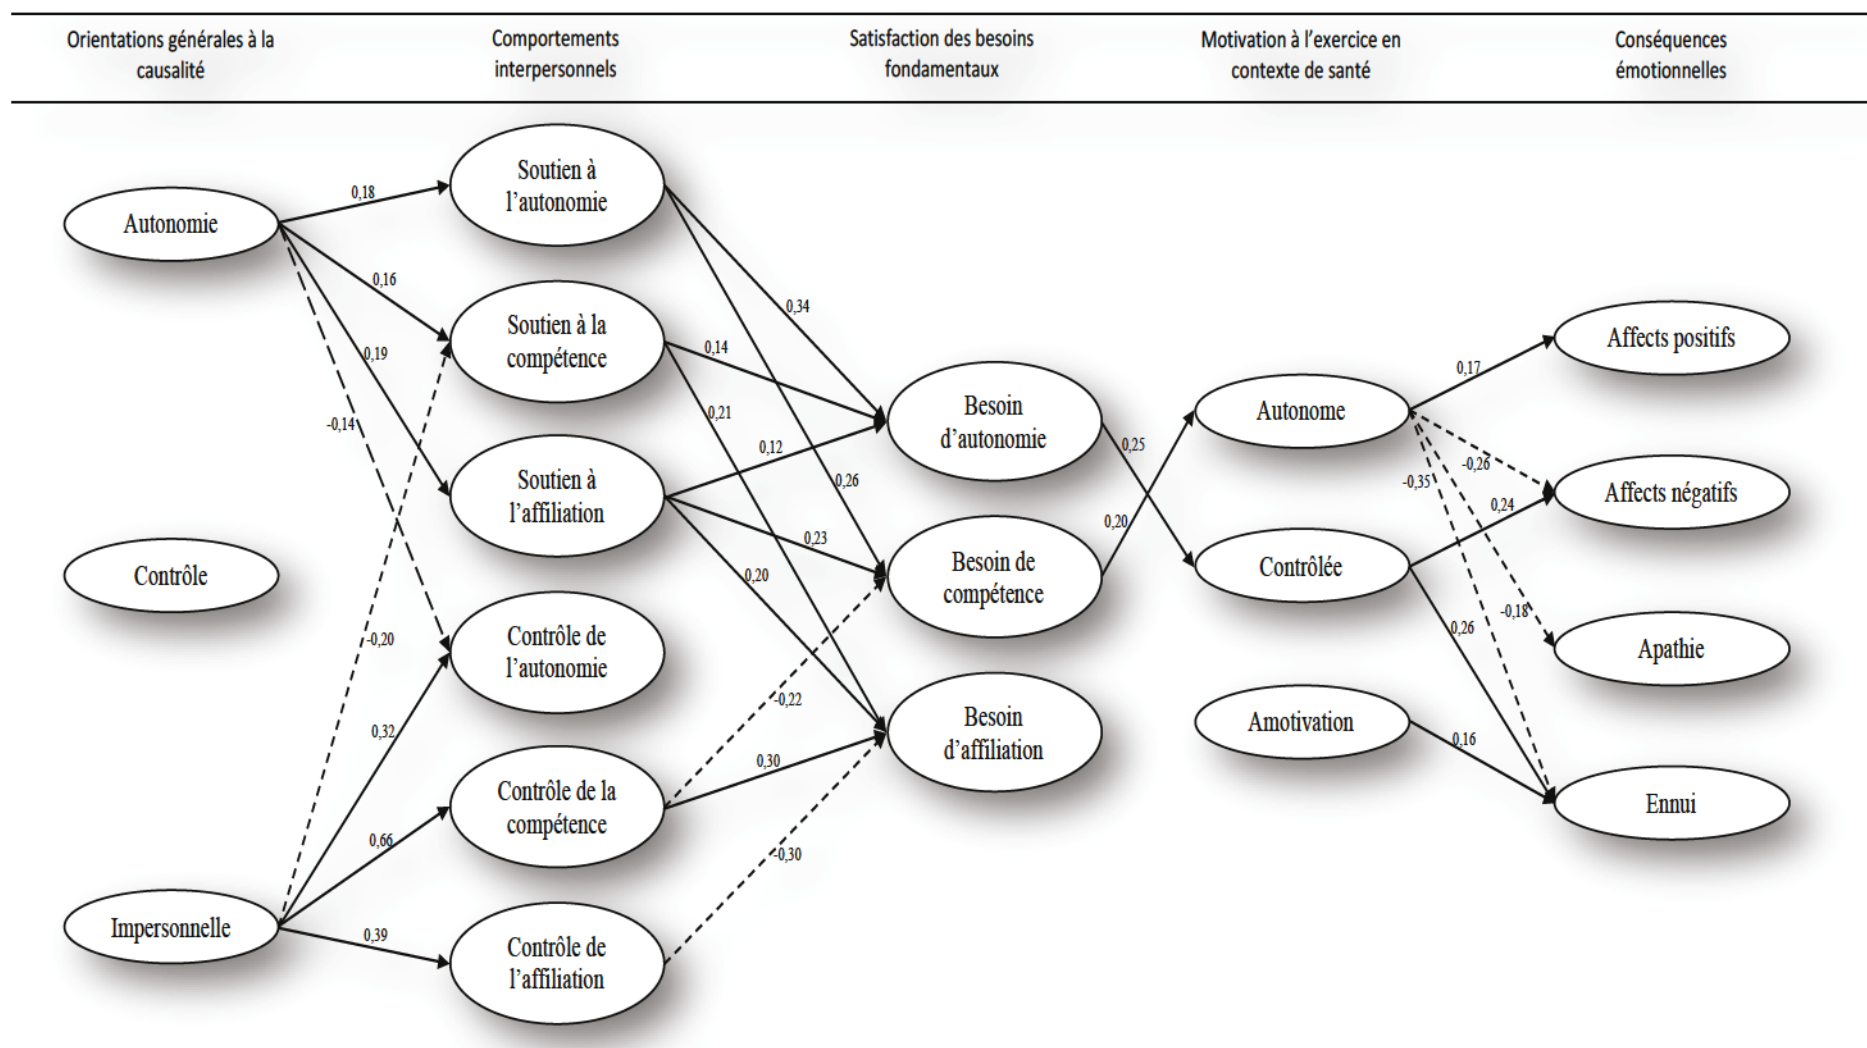 Orientations générales à la
causalité
Comportements
interpersonnels
Satisfaction des besoins
fondamentaux
Motivation à l'exercice en
contexte de santé
Conséquences
émotionnelles
Autonomie
Contrôle
Impersonnelle
0,18
0,16
0,19
-0,14
-0,20
0,32
0,66
0,39
Soutien à
l'autonomie
Soutien à la
compétence
Soutien à
l'affiliation
Contrôle de
l'autonomie
Contrôle de la
compétence
Contrôle de
l'affiliation
0,34
0,14
0,21
0,12
0,26
0,23
0,20
-0,22
0,30
-0,30
Besoin
d'autonomie
Besoin de
compétence
Besoin
d'affiliation
0,25
0,20
Autonome
Contrôlée
Amotivation
0,17
-0,26
-0,35
0,24
-0,18
0,26
0,16
Affects positifs
Affects négatifs
Apathie
Ennui